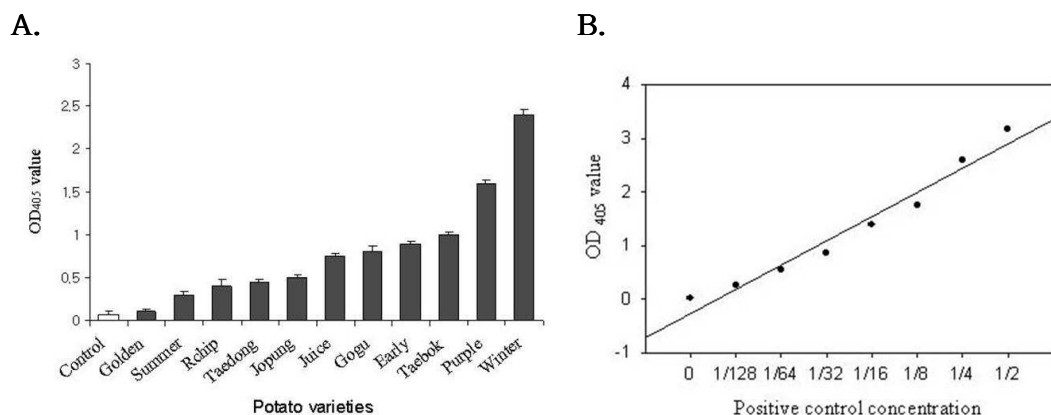 A.
3
2.5
2
1.5
1
0.5
0
OD405 value
Control
Golden
Summer
Rchip
Taedong
Jopung
Juice
Gogu
Early
Taebok
Purple
Winter
Potato varieties
B.
4
3
2
1
0
-1
OD 405 value
0 1/128 1/64 1/32 1/16 1/8 1/4 1/2
Positive control concentration